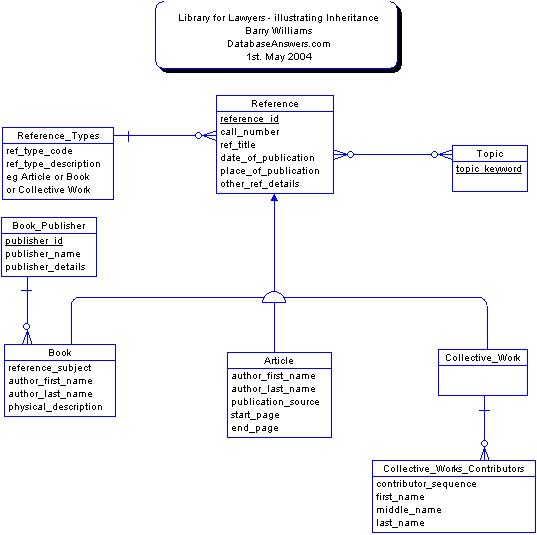 Library for Lawyers - illustrating Inheritance
Barry Williams
DatabaseAnswers.com
1st. May 2004
Reference
reference_id
call_number
ref_title
date_of_publication
place_of_publication
other_ref_details
Reference_Types
ref_type_code
ref_type_description
eg Article or Book
or Collective Work
Topic
topic_keyword
Book_Publisher
publisher_id
publisher_name
publisher_details
Book
reference_subject
author_first_name
author_last_name
physical_description
Article
author_first_name
author_last_name
publication_source
start_page
end_page
Collective_Work
Collective_Works_Contributors
contributor_sequence
first_name
middle_name
last_name